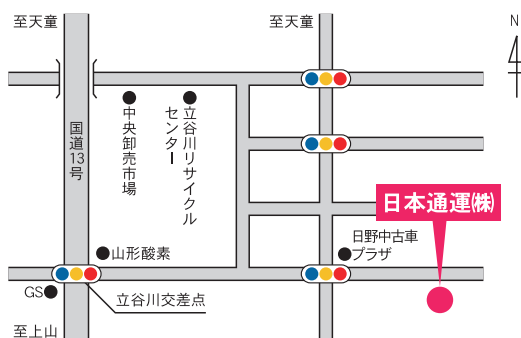 至天童
至天童
N
国道13号
中央卸売市場
立谷川リサイクル
センター
日本通運㈱
日野中古車
プラザ
山形酸素
GS
立谷川交差点
至上山